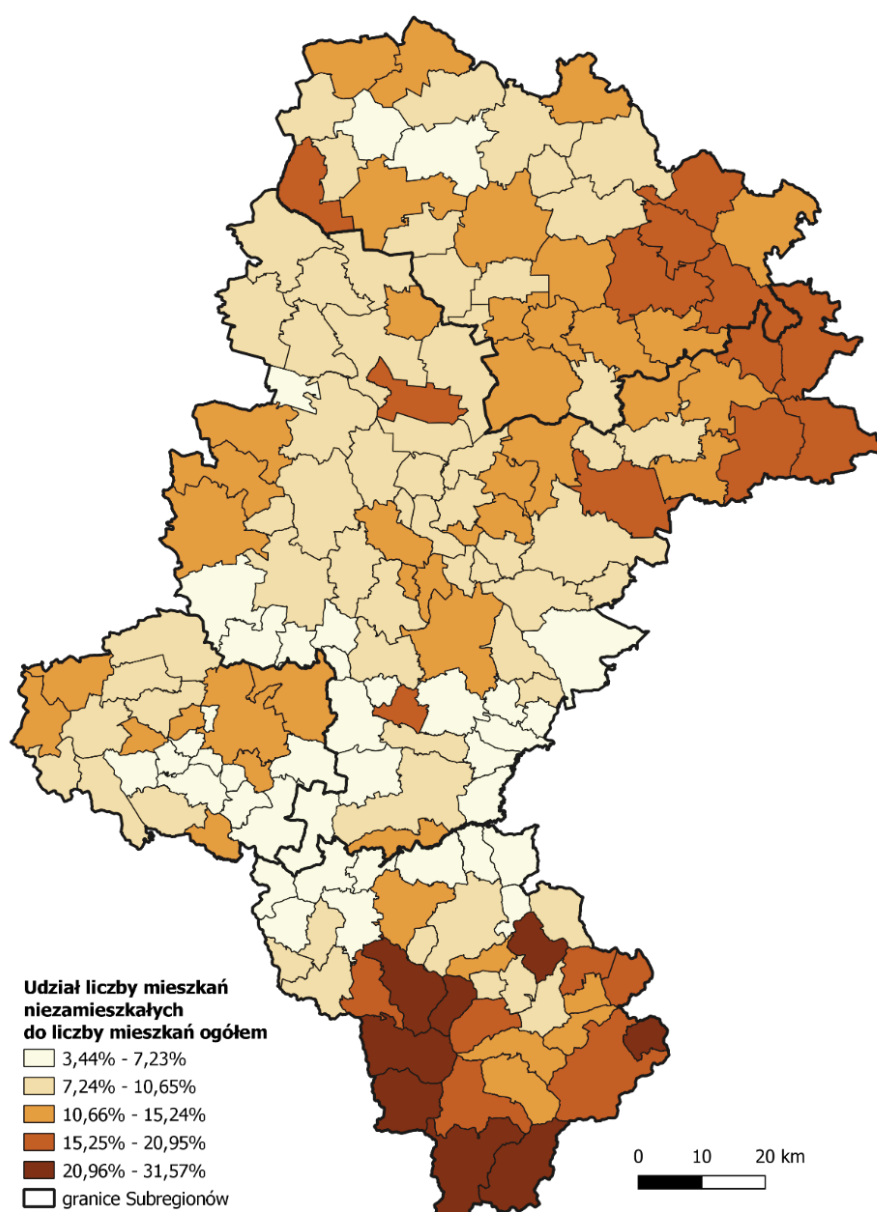 Udział liczby mieszkań
niezamieszkałych
do liczby mieszkań ogółem
3,44% - 7,23%
7,24% - 10,65%
10,66% - 15,24%
15,25% - 20,95%
20,96% - 31,57%
granice Subregionów
0 10 20 km